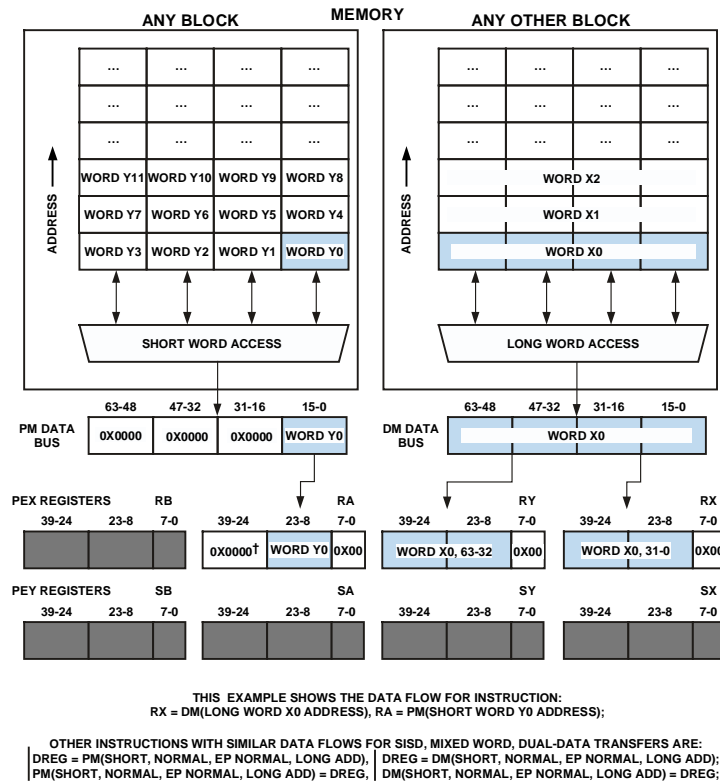 MEMORY
ANY BLOCK
ANY OTHER BLOCK
ADDRESS
... ... ... ...
... ... ... ...
... ... ... ...
WORD Y11 WORD Y10 WORD Y9 WORD Y8
WORD Y7 WORD Y6 WORD Y5 WORD Y4
WORD Y3 WORD Y2 WORD Y1 WORD Y0
SHORT WORD ACCESS
ADDRESS
... ... ... ...
... ... ... ...
... ... ... ...
WORD X2
WORD X1
WORD X0
LONG WORD ACCESS
63-48 47-32 31-16 15-0
PM DATA
BUS
0X0000 0X0000 0X0000 WORD Y0
63-48 47-32 31-16 15-0
DM DATA
BUS
WORD X0
PEX REGISTERS RB RA RY RX
39-24 23-8 7-0 39-24 23-8 7-0 39-24 23-8 7-0 39-24 23-8 7-0
0X0000† WORD Y0 0X00 WORD X0, 63-32 0X00 WORD X0, 31-0 0X00
PEY REGISTERS SB SA SY SX
39-24 23-8 7-0 39-24 23-8 7-0 39-24 23-8 7-0 39-24 23-8 7-0
THIS EXAMPLE SHOWS THE DATA FLOW FOR INSTRUCTION:
RX = DM(LONG WORD X0 ADDRESS), RA = PM(SHORT WORD Y0 ADDRESS);
OTHER INSTRUCTIONS WITH SIMILAR DATA FLOWS FOR SISD, MIXED WORD, DUAL-DATA TRANSFERS ARE:
DREG = PM(SHORT, NORMAL, EP NORMAL, LONG ADD), DREG = DM(SHORT, NORMAL, EP NORMAL, LONG ADD);
PM(SHORT, NORMAL, EP NORMAL, LONG ADD) = DREG, DM(SHORT, NORMAL, EP NORMAL, LONG ADD) = DREG;